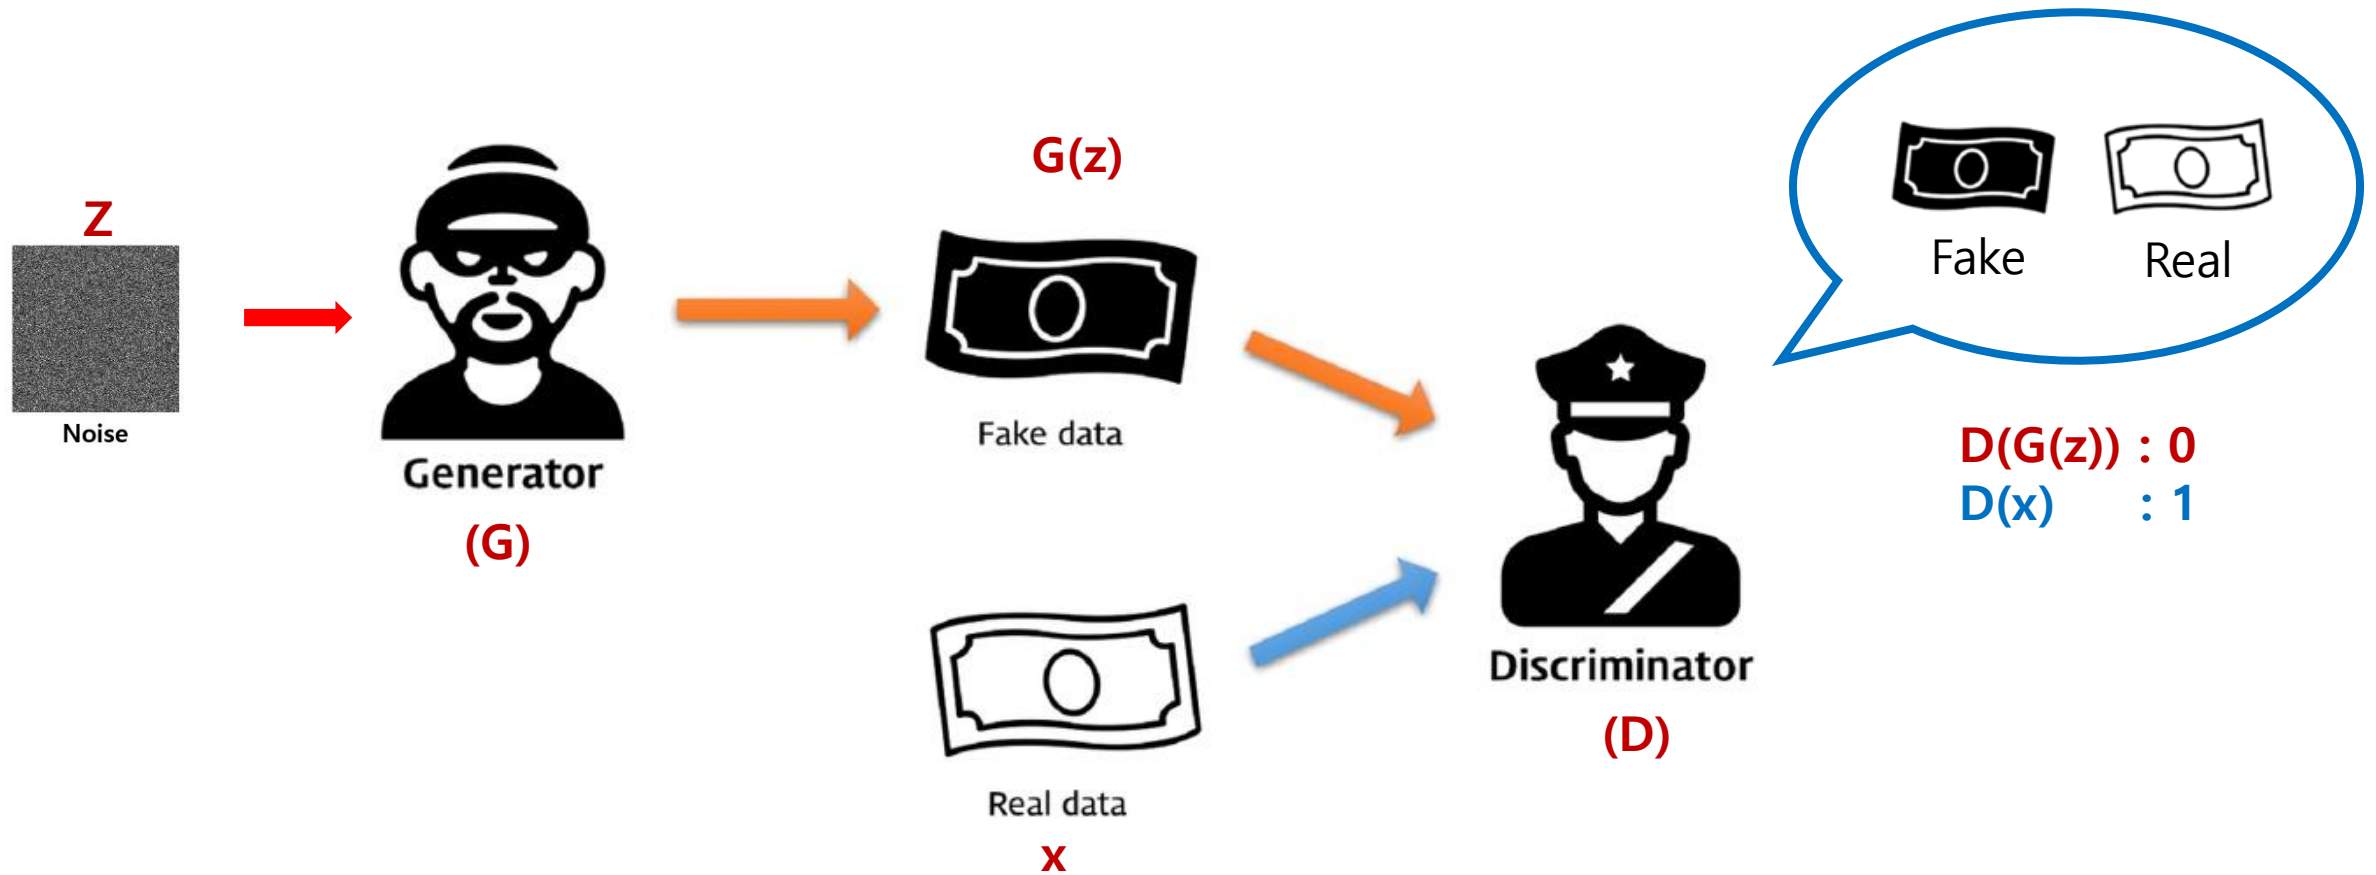 Z
Noise
Generator
(G)
G(z)
Fake data
Real data
x
Discriminator
(D)
Fake
Real
D(G(z)) : 0
D(x) : 1